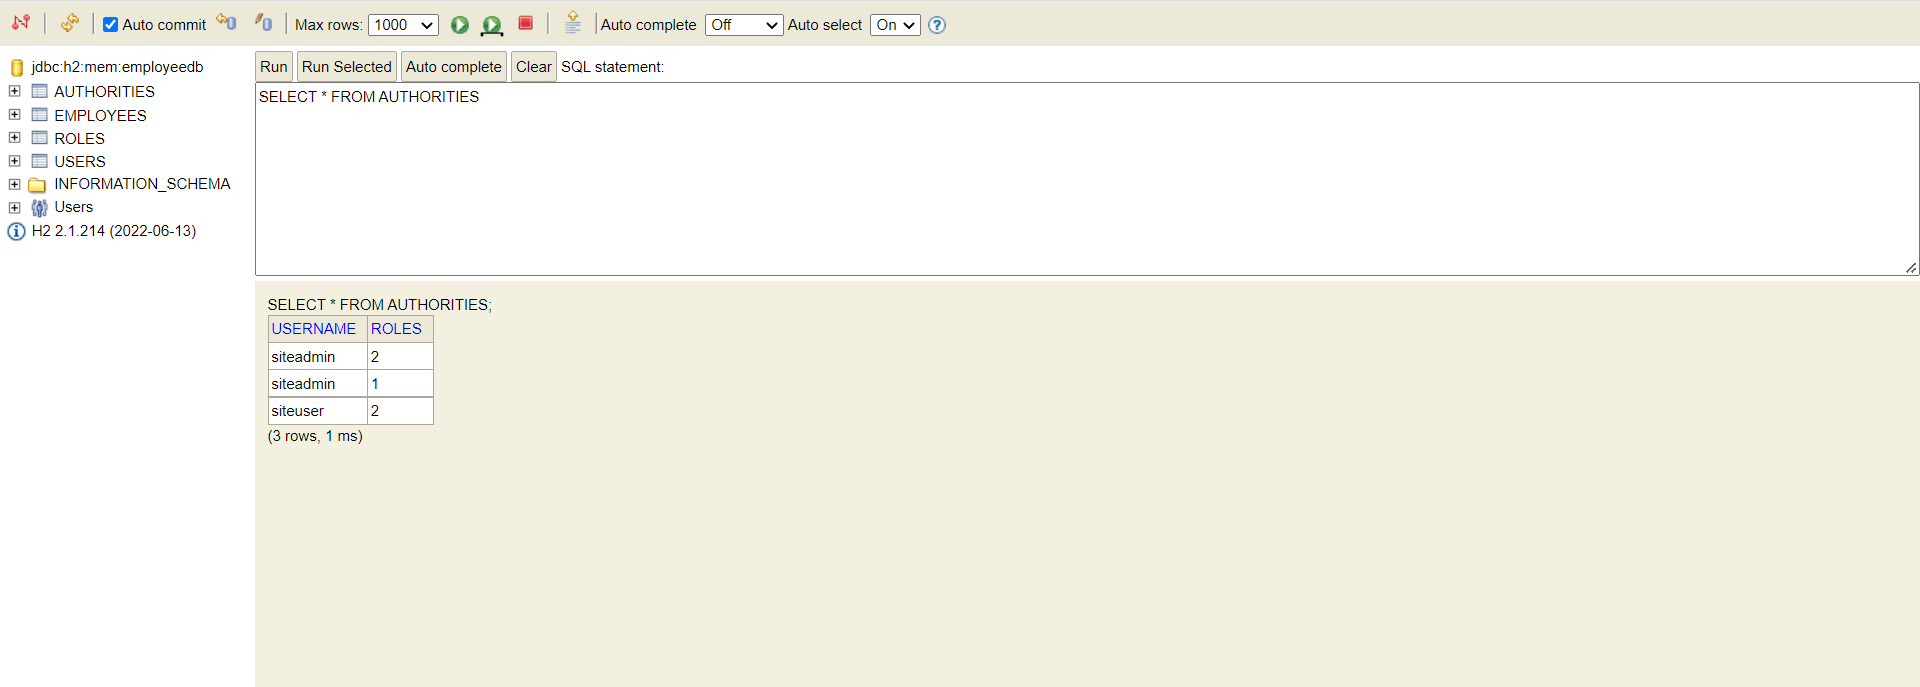 Auto commit Max rows: 1000 Auto complete Off Auto select On ?
jdbc:h2:mem:employeedb
AUTHORITIES
EMPLOYEES
ROLES
USERS
INFORMATION_SCHEMA
Users
H2 2.1.214 (2022-06-13)
Run Run Selected Auto complete Clear SQL statement:
SELECT * FROM AUTHORITIES
SELECT * FROM AUTHORITIES;
USERNAME ROLES
siteadmin 2
siteadmin 1
siteuser 2
(3 rows, 1 ms)